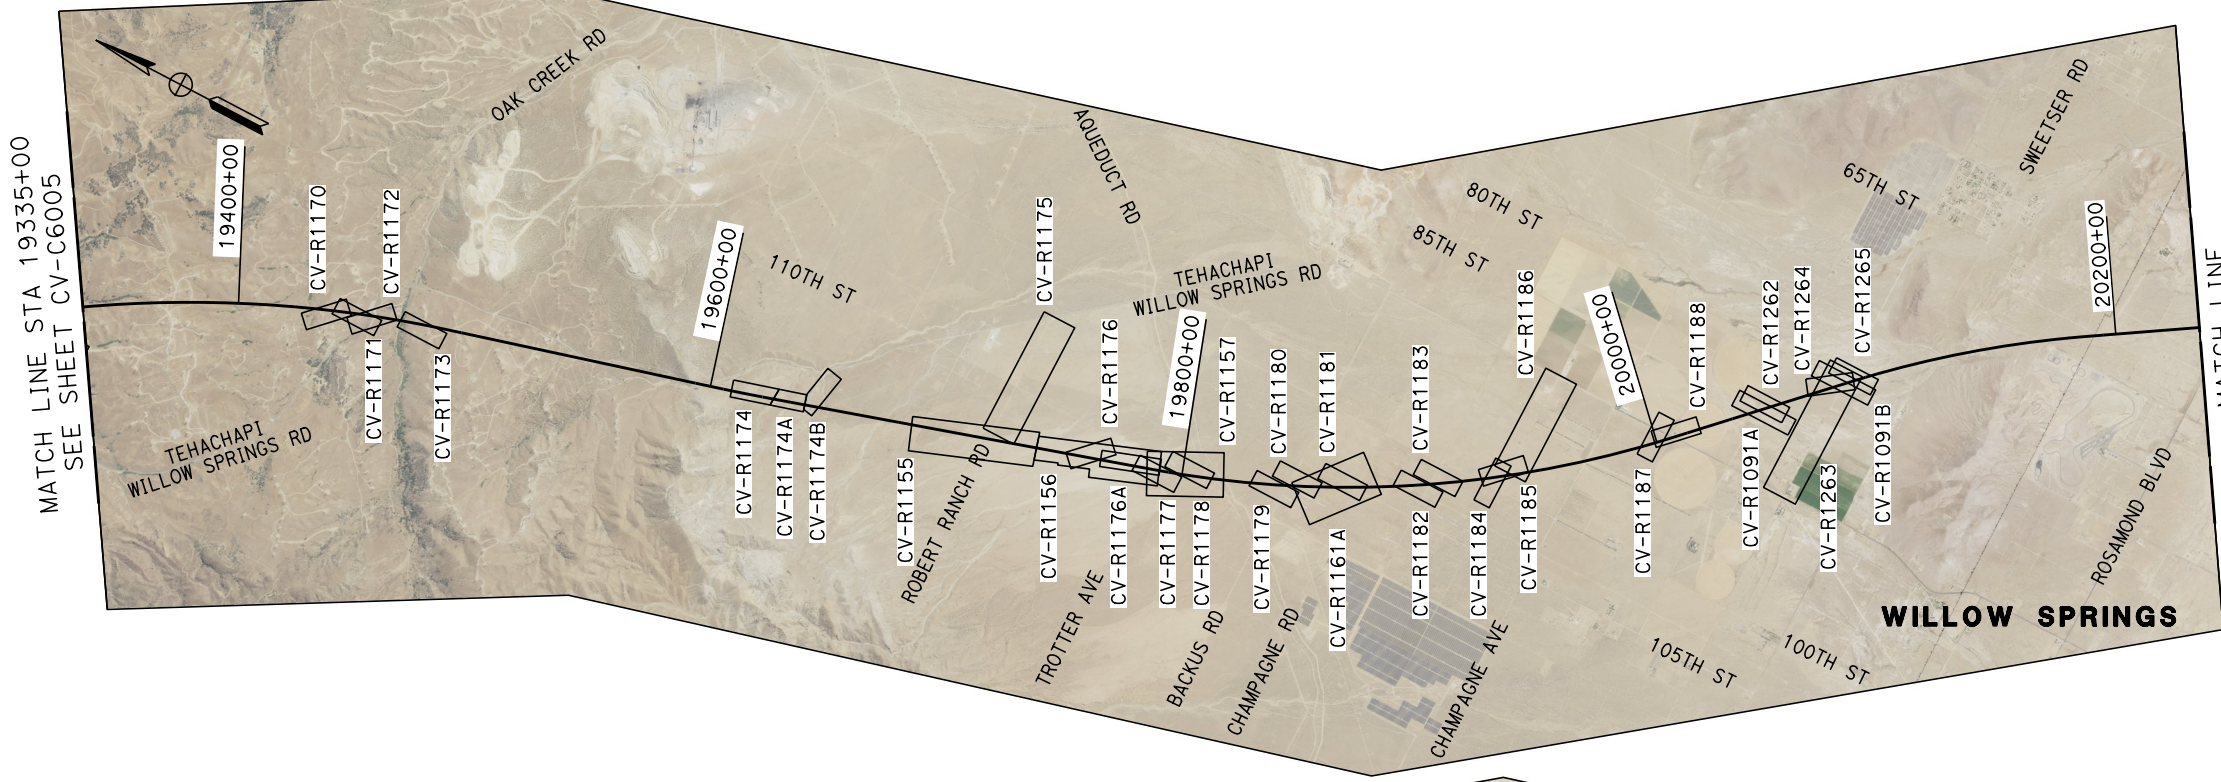 MATCH LINE STA 19335+00
SEE SHEET CV-C6005
19400+00
CV-R1170
CV-R1172
CV-R1171
CV-R1173
TEHACHAPI
WILLOW SPRINGS RD
OAK CREEK RD
19600+00
110TH ST
CV-R1174
CV-R1174A
CV-R1174B
CV-R1155
ROBERT RANCH RD
CV-R1175
AQUEDUCT RD
CV-R1156
TROTTER AVE
CV-R1176
CV-R1176A
TEHACHAPI
WILLOW SPRINGS RD
19800+00
CV-R1177
CV-R1178
BACKUS RD
CV-R1157
CV-R1179
CHAMPAGNE RD
CV-R1180
CV-R1181
CV-R1161A
CV-R1183
CV-R1182
80TH ST
85TH ST
CV-R1184
CHAMPAGNE AVE
CV-R1186
CV-R1185
20000+00
CV-R1187
CV-R1188
105TH ST
CV-R1262
CV-R1264
CV-R1091A
100TH ST
CV-R1263
CV-R1265
CV-R1091B
65TH ST
SWEETSER RD
20200+00
ROSAMOND BLVD
WILLOW SPRINGS
MATCH LINE